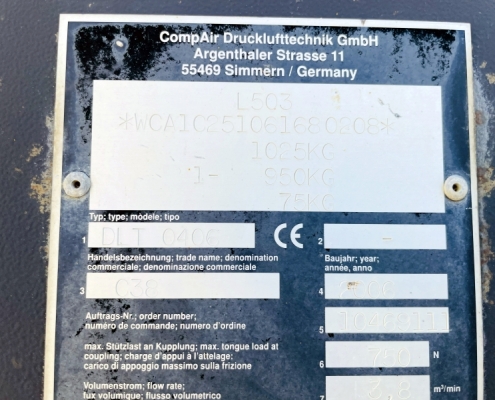 CompAir Drucklufttechnik GmbH
Argenthaler Strasse 11
55469 Simmern / Germany
L503
- 1025KG
1- 950KG
75KG
Typ; type; modèle; tipo
1 DLT 0406
CE
2 -
Handelsbezeichnung; trade name; dénomination
commerciale; denominazione commerciale
3 C38
Baujahr; year;
année, anno
4
Auftrags-Nr.; order number;
numéro de commande; numero d'ordine
5
max. Stützlast an Kupplung; max. tongue load at
coupling; charge d'appui à l'attelage;
carico di appoggio massimo sulla frizione
6 N
Volumenstrom; flow rate;
flux volumique; flusso volumetrico
7 m³/min